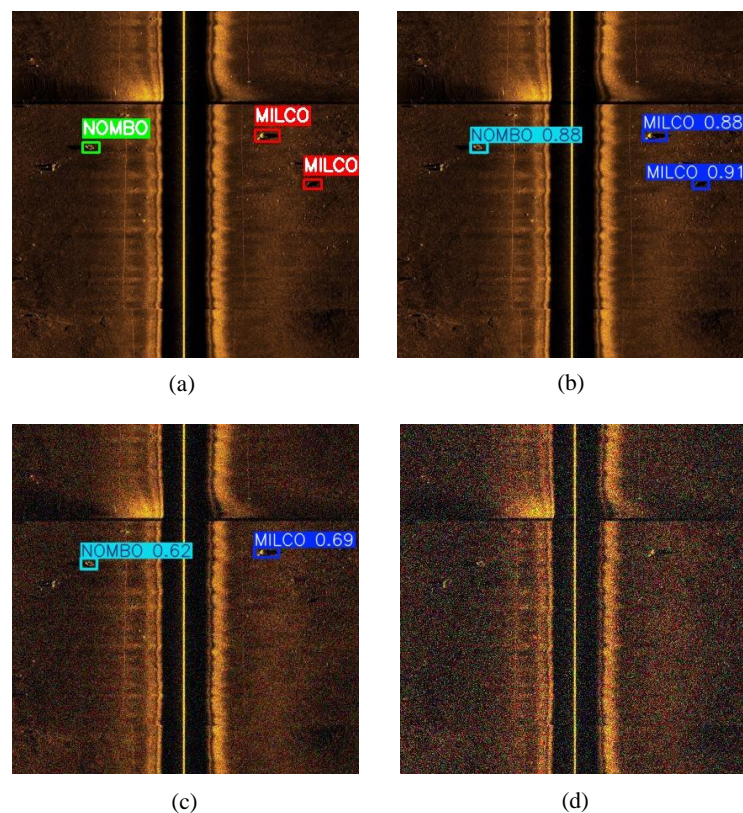 MILCO
NOMBO
MILCO
(a)
MILCO 0.88
NOMBO 0.88
MILCO 0.91
(b)
MILCO 0.69
NOMBO 0.62
(c)
(d)